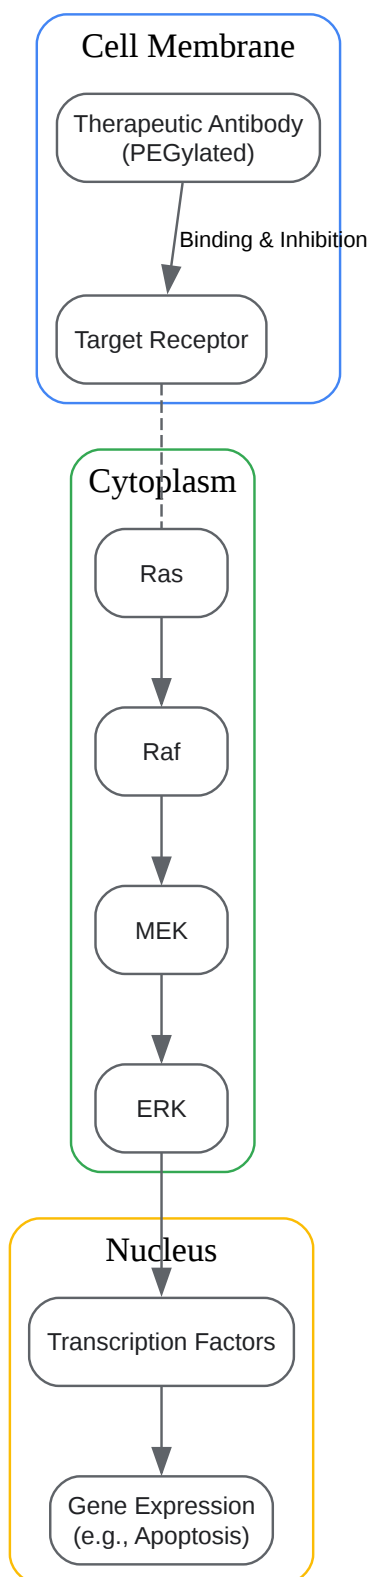 Cell Membrane
Therapeutic Antibody
(PEGylated)
Binding & Inhibition
Target Receptor
Cytoplasm
Ras
Raf
MEK
ERK
Nucleus
Transcription Factors
Gene Expression
(e.g., Apoptosis)